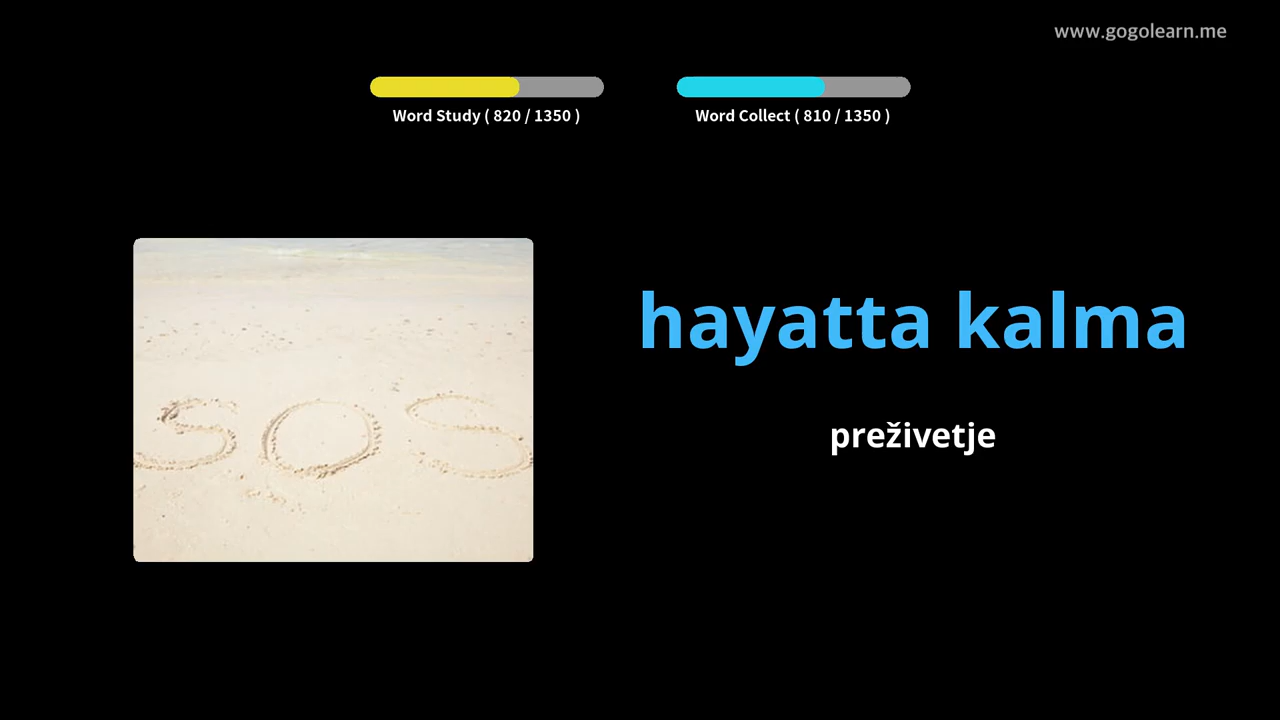 www.gogolearn.me
Word Study ( 820 / 1350 )
Word Collect ( 810 / 1350 )
SOS
hayatta kalma
preživetje